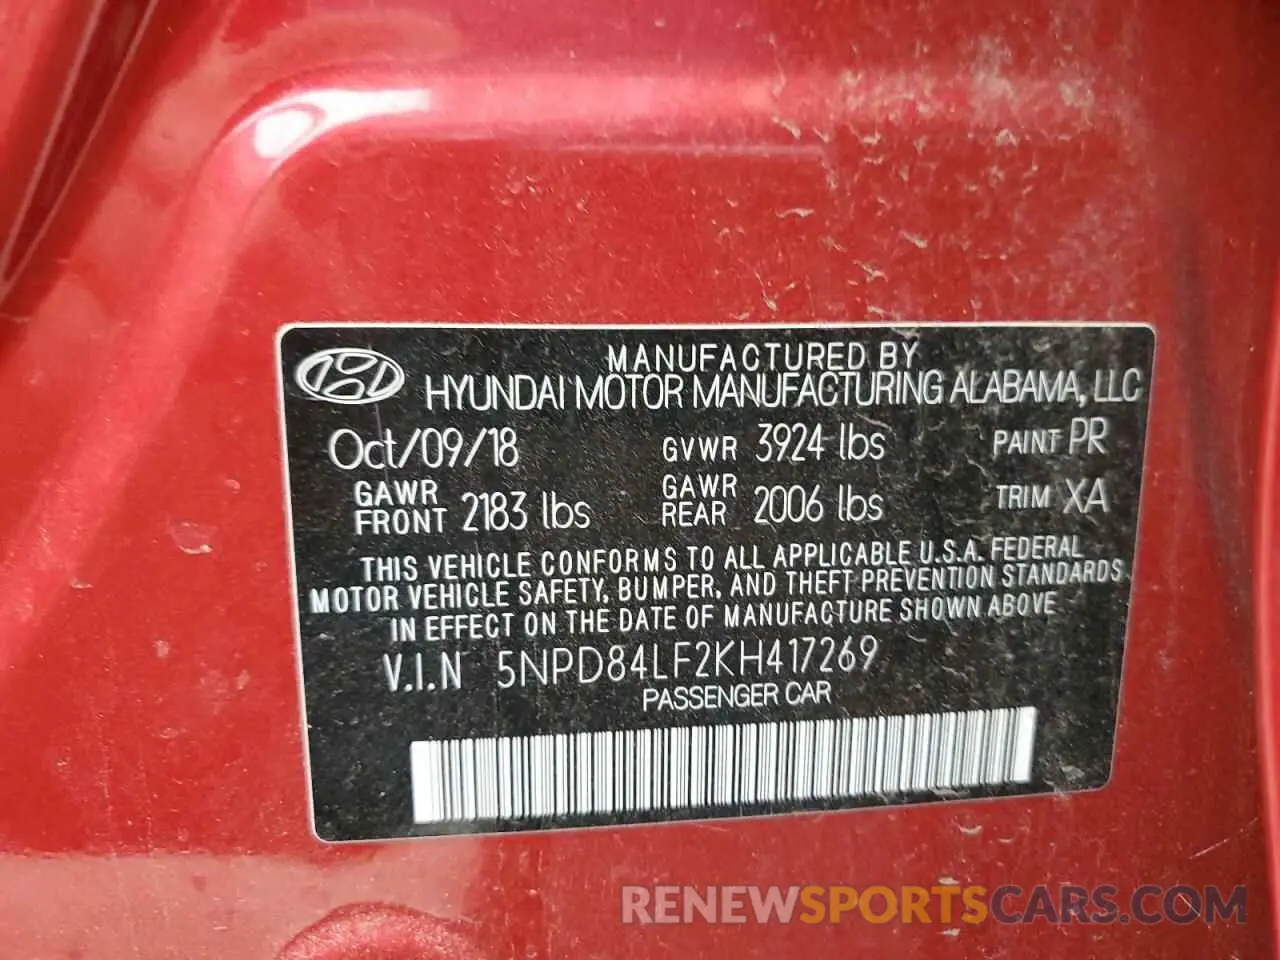 MANUFACTURED BY
HYUNDAI MOTOR MANUFACTURING ALABAMA, LLC
Oct/09/18 GVWR 3924 lbs PAINT PR
GAWR FRONT 2183 lbs GAWR REAR 2006 lbs TRIM XA
THIS VEHICLE CONFORMS TO ALL APPLICABLE U.S.A. FEDERAL
MOTOR VEHICLE SAFETY, BUMPER, AND THEFT PREVENTION STANDARDS
IN EFFECT ON THE DATE OF MANUFACTURE SHOWN ABOVE
V.I.N 5NPD84LF2KH417269
PASSENGER CAR
RENEWSPORTSCARS.COM